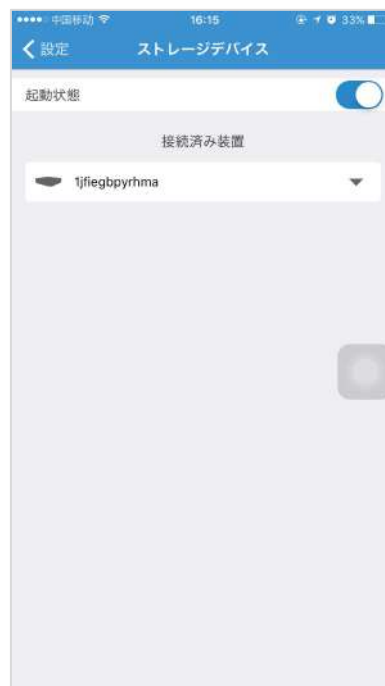 中国移动 16:15 33%
設定 ストレージデバイス
起動状態
接続済み装置
1jfiegbpyrhma